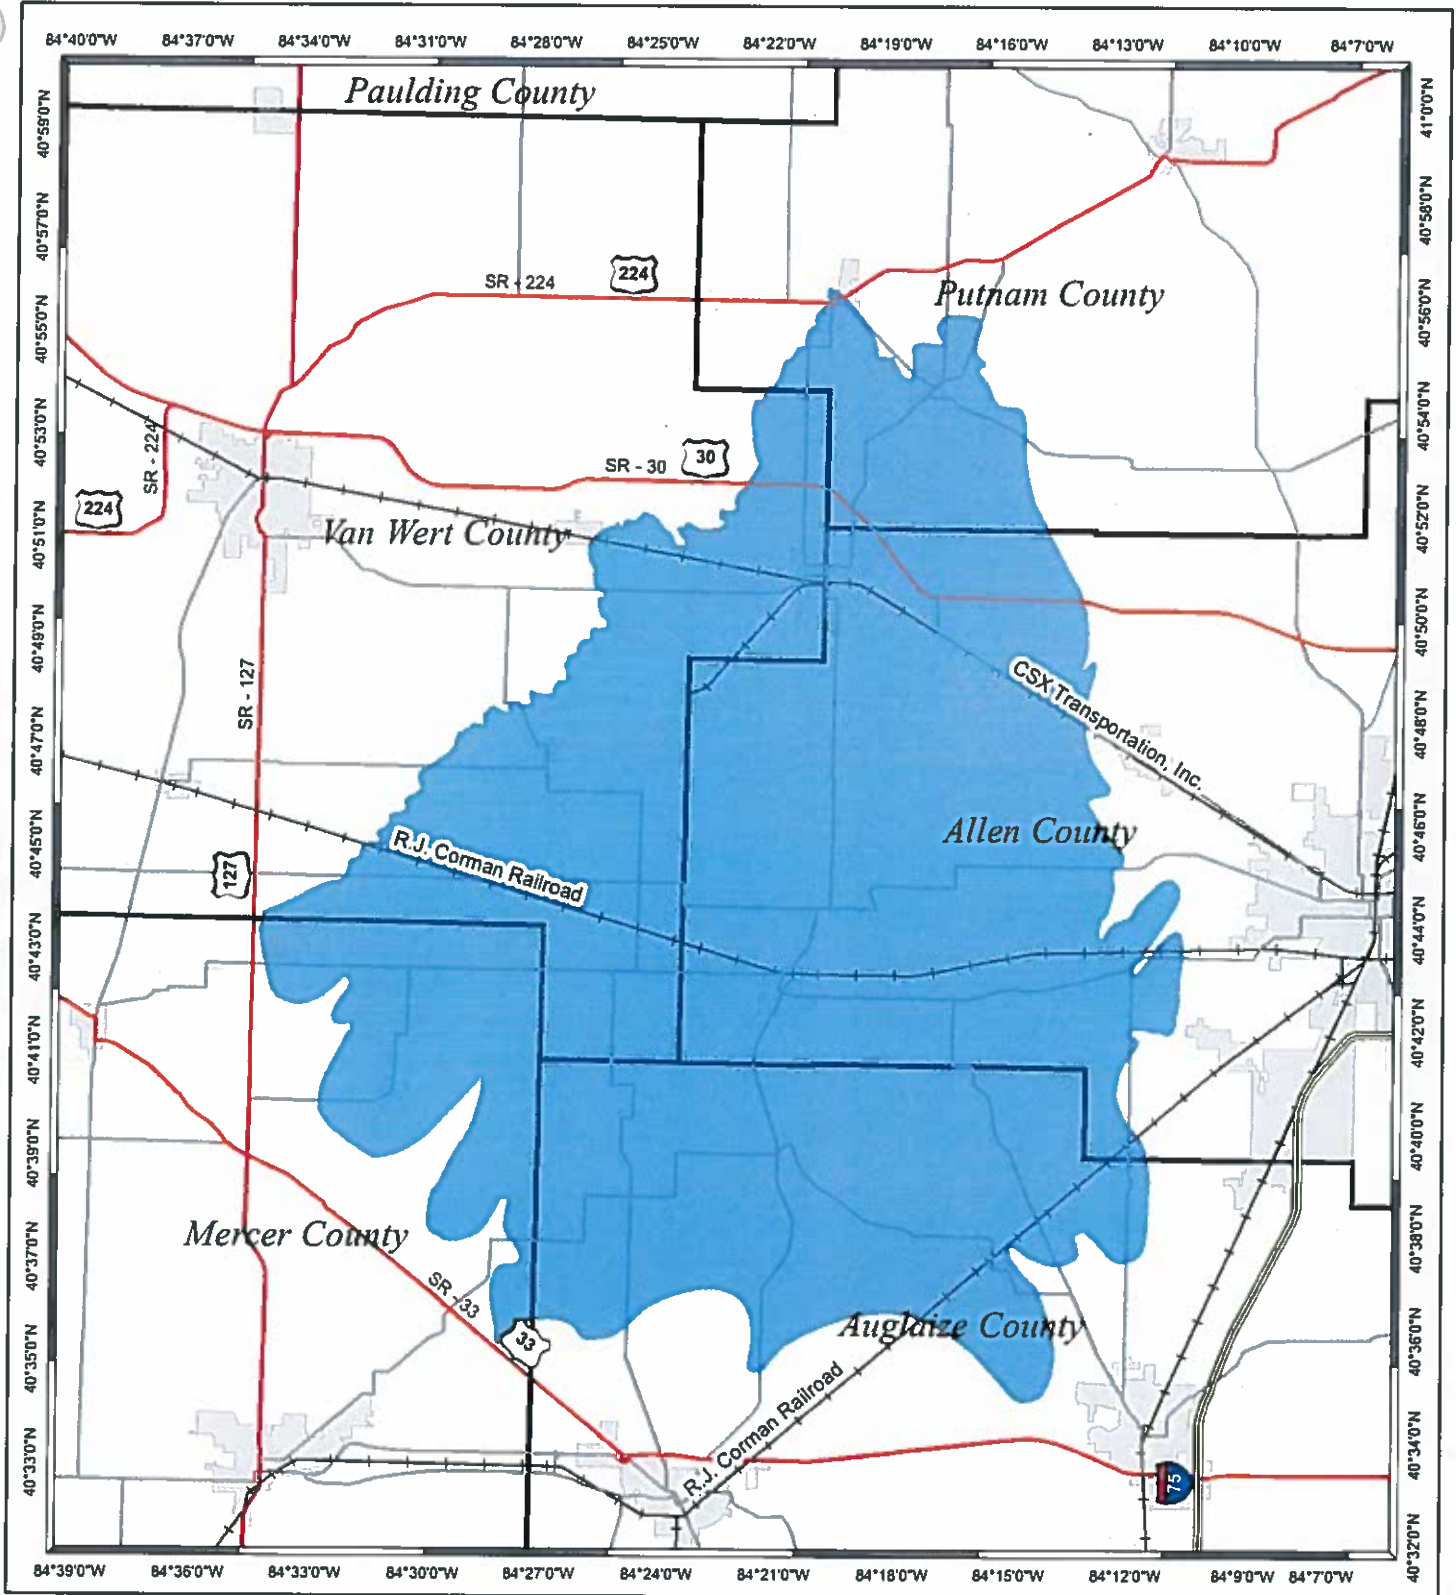 84°40'0"W 84°37'0"W 84°34'0"W 84°31'0"W 84°28'0"W 84°25'0"W 84°22'0"W 84°19'0"W 84°16'0"W 84°13'0"W 84°10'0"W 84°7'0"W
40°59'0"N
40°57'0"N
40°55'0"N
40°53'0"N
40°51'0"N
40°49'0"N
40°47'0"N
40°45'0"N
40°43'0"N
40°41'0"N
40°39'0"N
40°37'0"N
40°35'0"N
40°33'0"N
Paulding County
SR - 224
224
Putnam County
SR - 224
224
SR - 30
30
Van Wert County
SR - 127
127
CSX Transportation, Inc.
R.J. Corman Railroad
Allen County
Mercer County
SR - 33
33
Auglaize County
R.J. Corman Railroad
75
41°0'0"N
40°58'0"N
40°56'0"N
40°54'0"N
40°52'0"N
40°50'0"N
40°48'0"N
40°46'0"N
40°44'0"N
40°42'0"N
40°40'0"N
40°38'0"N
40°36'0"N
40°34'0"N
40°32'0"N
84°39'0"W 84°36'0"W 84°33'0"W 84°30'0"W 84°27'0"W 84°24'0"W 84°21'0"W 84°18'0"W 84°15'0"W 84°12'0"W 84°9'0"W 84°7'0"W